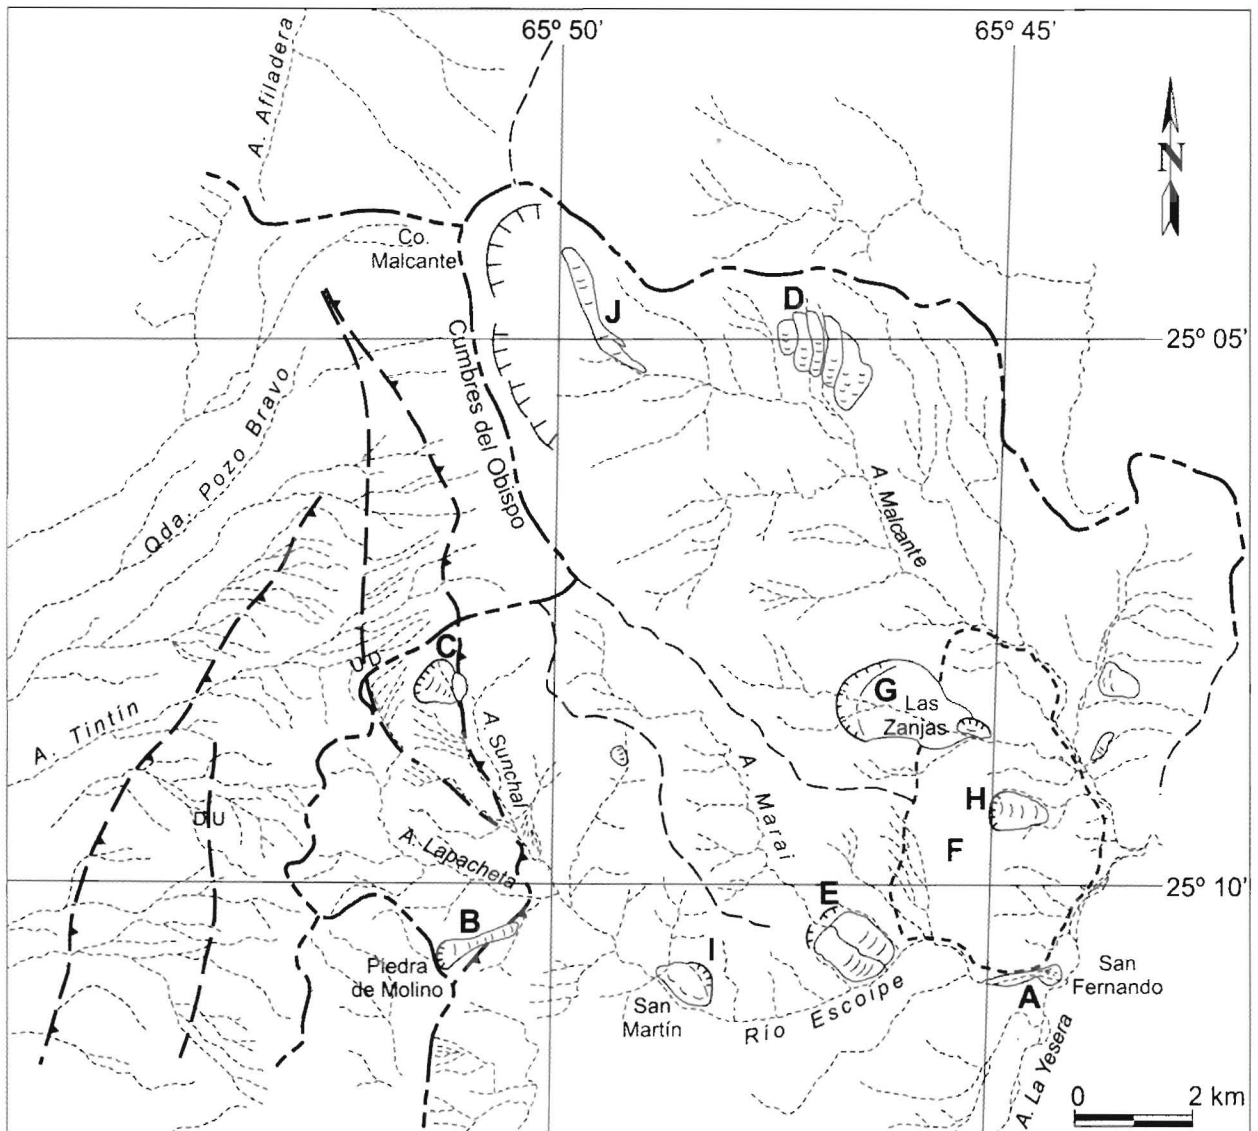 65º 50'
65º 45'
A. Afiladera
N
Co.
Malcante
J
D
25º 05'
Cumbres del Obispo
Qda. Pozo Bravo
A Malcante
C
U D
G
Las
Zanjas
A. Tintín
A Sunchal
A Marai
H
D U
F
A. Lapacheta
25º 10'
B
E
Piedra
de Molino
I
San
Martín
San
Fernando
Río Escoipe
A
A. La Yesera
0 2 km